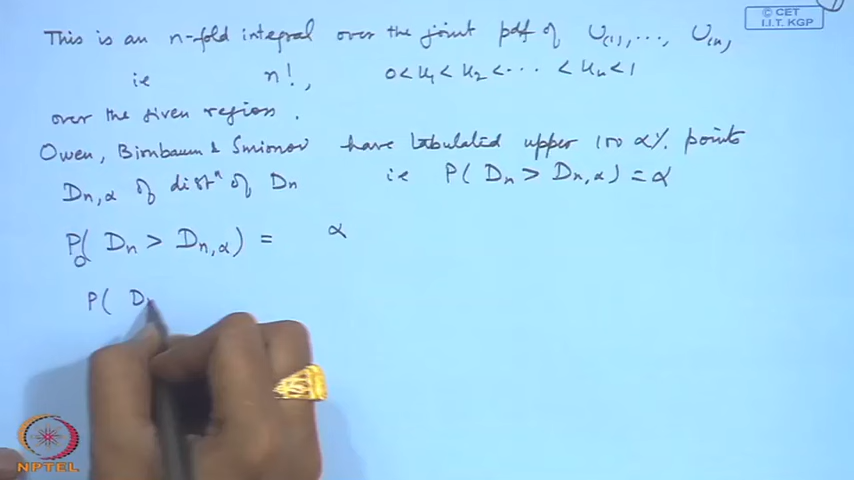 © CET
I.I.T. KGP
This is an n-fold integral over the joint pdf of U(1), ..., U(n),
ie n!, 0<u1<u2<... <un<1
over the given region.
Owen, Birnbaum & Smirnov have tabulated upper 100 α% points
Dn,α of distⁿ of Dn ie P( Dn > Dn,α) = α
P( Dn > Dn,α) = α
P( Dn
NPTEL